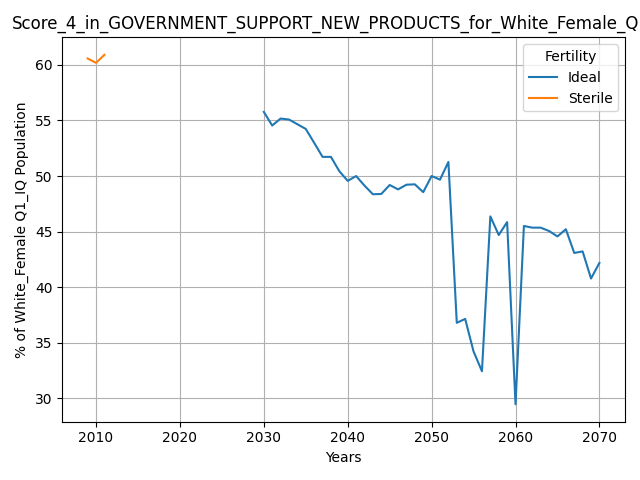 Score_4_in_GOVERNMENT_SUPPORT_NEW_PRODUCTS_for_White_Female_Q
Fertility
Ideal
Sterile
% of White_Female Q1_IQ Population
60
55
50
45
40
35
30
2010 2020 2030 2040 2050 2060 2070
Years